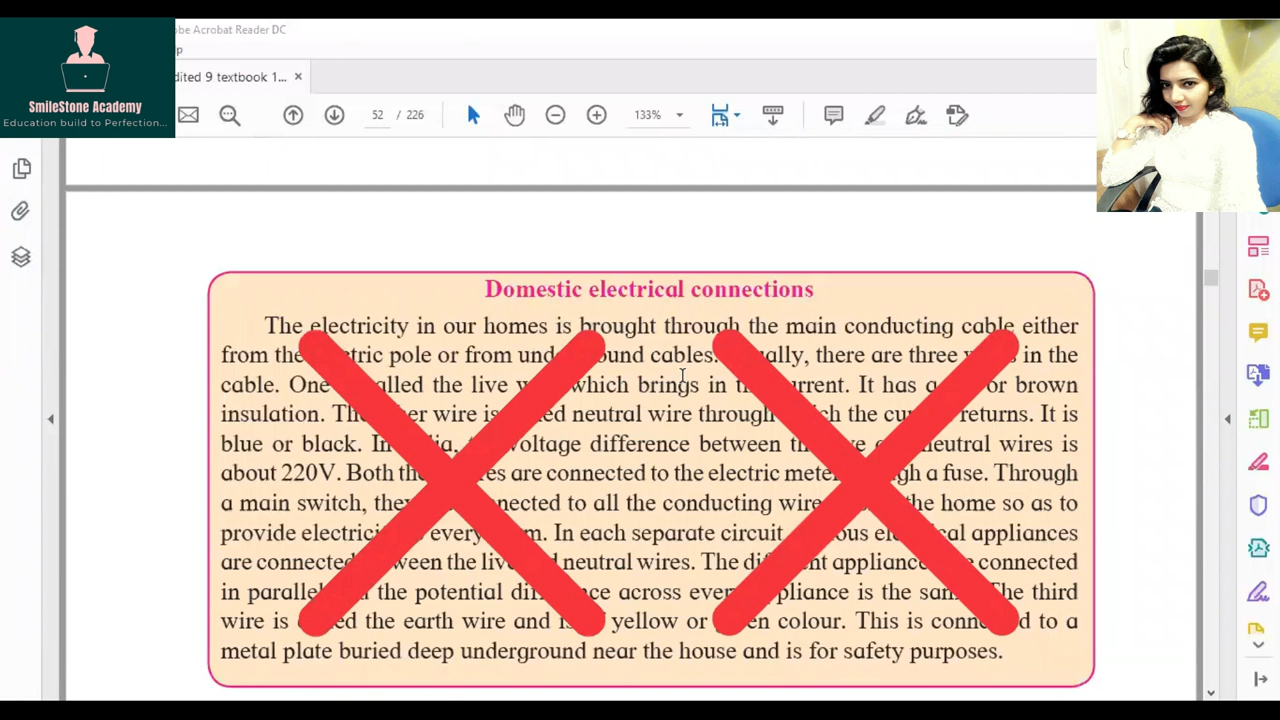 SmileStone Academy
Education build to Perfection...
obe Acrobat Reader DC
p
dited 9 textbook 1... ×
52 / 226
133%
Domestic electrical connections
The electricity in our homes is brought through the main conducting cable either
from the electric pole or from underground cables. Usually, there are three wires in the
cable. One is called the live wire which brings in the current. It has a red or brown
insulation. The other wire is called neutral wire through which the current returns. It is
blue or black. In India, the voltage difference between the live and neutral wires is
about 220V. Both these wires are connected to the electric meter through a fuse. Through
a main switch, they are connected to all the conducting wires inside the home so as to
provide electricity to every room. In each separate circuit, various electrical appliances
are connected between the live and neutral wires. The different appliances are connected
in parallel and the potential difference across every appliance is the same. The third
wire is called the earth wire and is of yellow or green colour. This is connected to a
metal plate buried deep underground near the house and is for safety purposes.